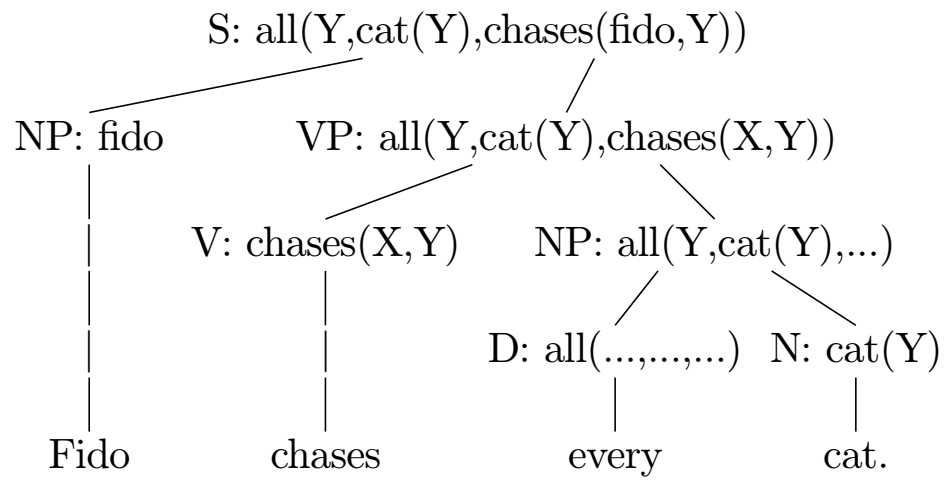 S: all(Y,cat(Y),chases(fido,Y))
NP: fido VP: all(Y,cat(Y),chases(X,Y))
V: chases(X,Y) NP: all(Y,cat(Y),...)
D: all(...,...,...) N: cat(Y)
Fido chases every cat.